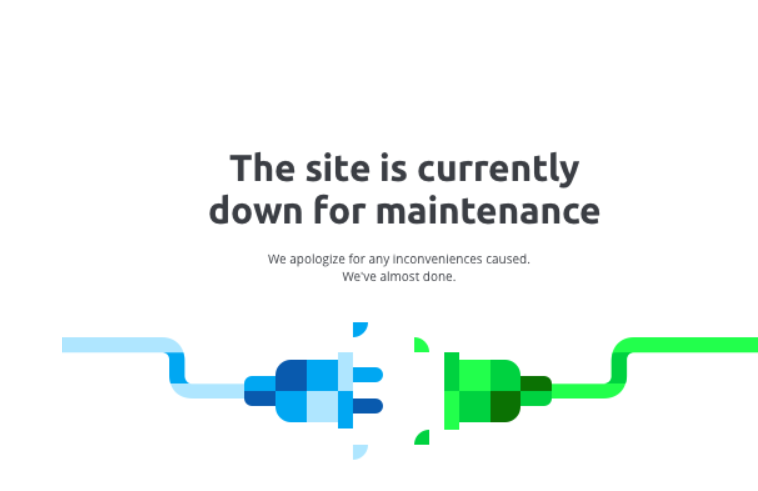 The site is currently
down for maintenance
We apologize for any inconveniences caused.
We've almost done.